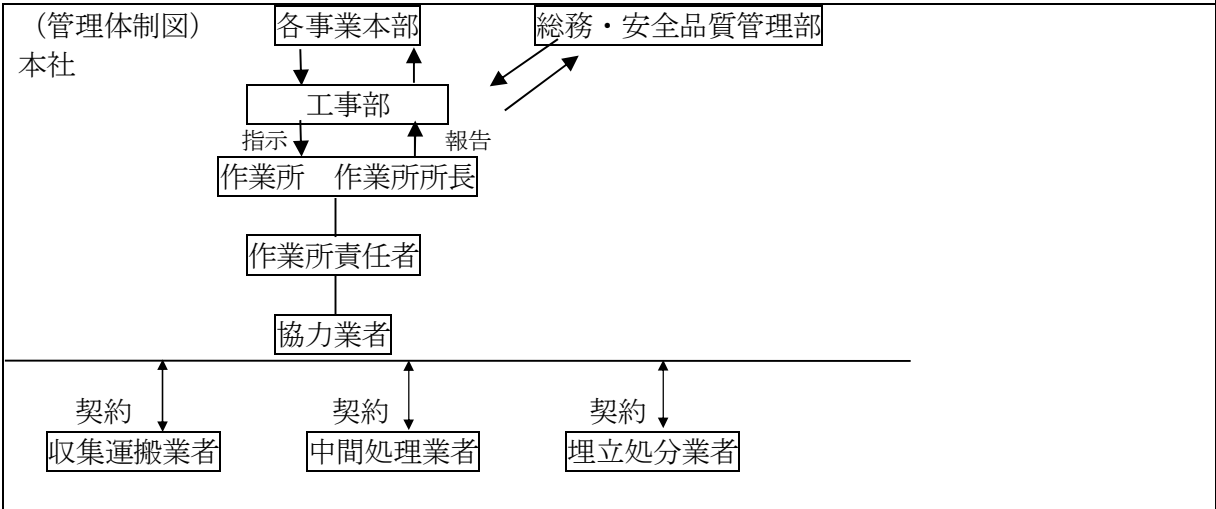 （管理体制図） 各事業本部 総務・安全品質管理部
本社
工事部
指示 報告
作業所　作業所所長
作業所責任者
協力業者
契約 契約 契約
収集運搬業者 中間処理業者 埋立処分業者